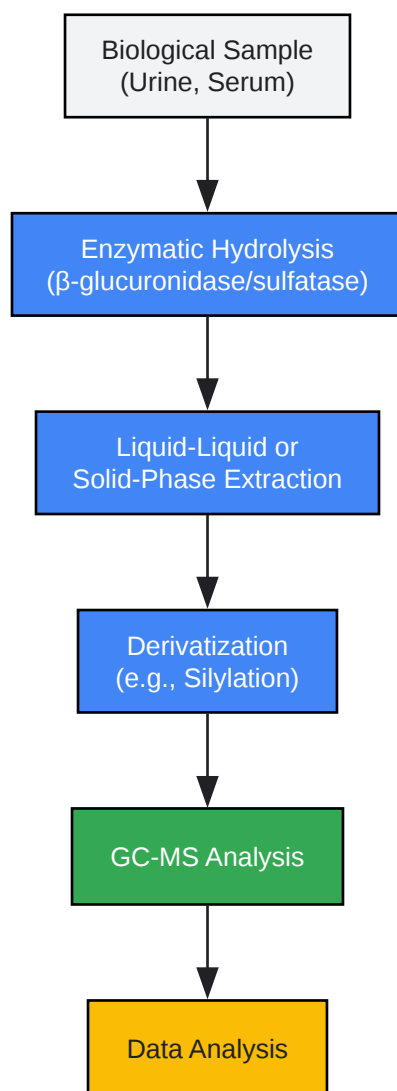 Biological Sample
(Urine, Serum)
Enzymatic Hydrolysis
(β-glucuronidase/sulfatase)
Liquid-Liquid or
Solid-Phase Extraction
Derivatization
(e.g., Silylation)
GC-MS Analysis
Data Analysis